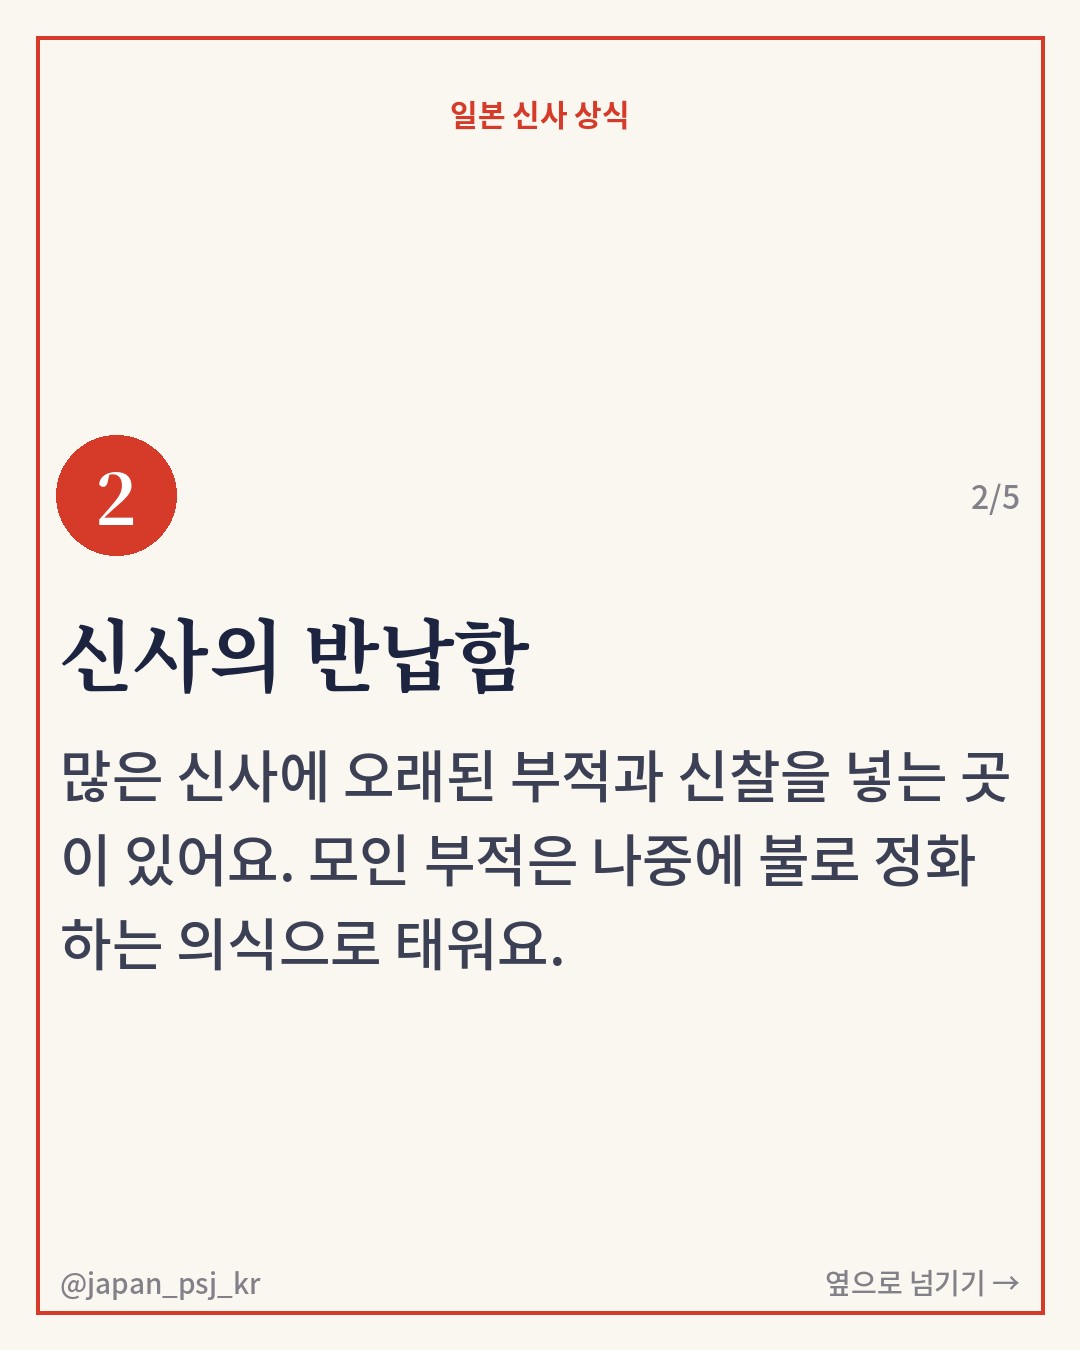 일본 신사 상식
2
2/5
신사의 반납함
많은 신사에 오래된 부적과 신찰을 넣는 곳
이 있어요. 모인 부적은 나중에 불로 정화
하는 의식으로 태워요.
@japan_psj_kr
옆으로 넘기기 →